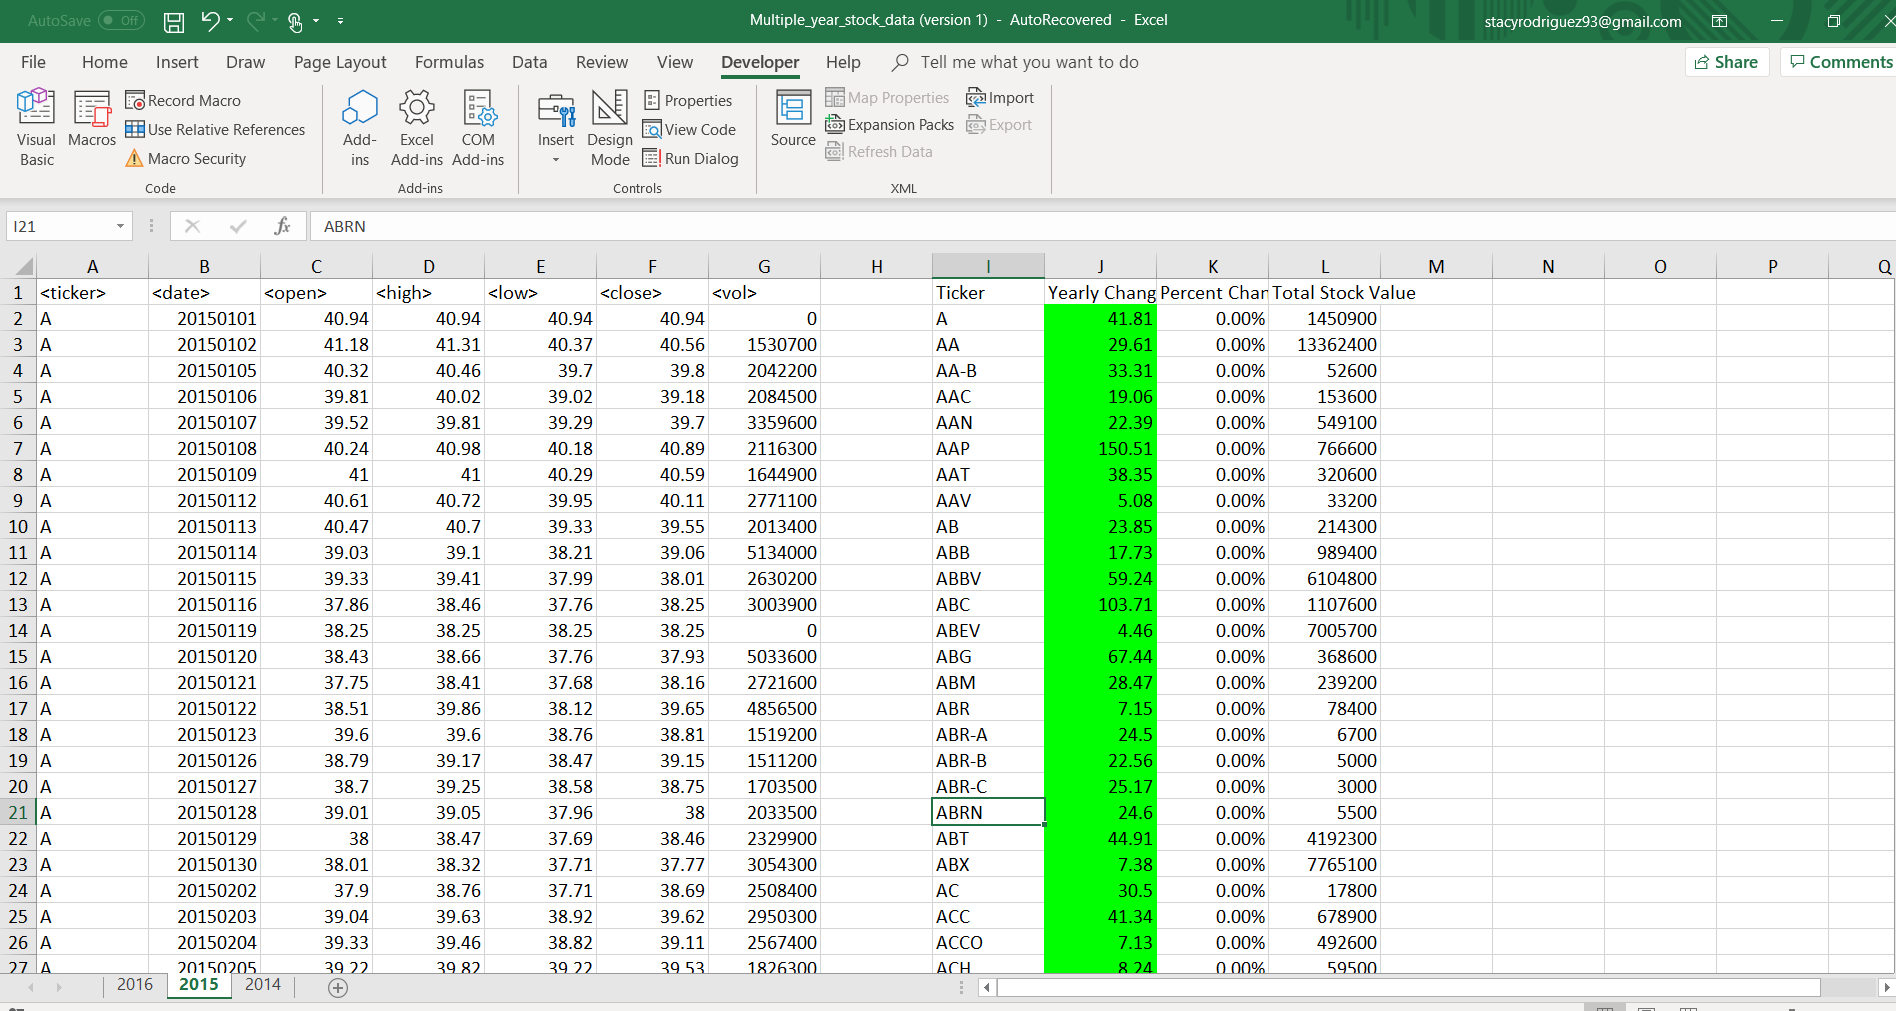 AutoSave Off Multiple_year_stock_data (version 1) - AutoRecovered - Excel stacyrodriguez93@gmail.com
File Home Insert Draw Page Layout Formulas Data Review View Developer Help Tell me what you want to do Share Comments
Visual Basic
Macros
Record Macro
Use Relative References
Macro Security
Code
Add-ins
Excel Add-ins
COM Add-ins
Add-ins
Insert
Design Mode
Properties
View Code
Run Dialog
Controls
Source
Map Properties
Expansion Packs
Refresh Data
Import
Export
XML
I21 fx ABRN
A B C D E F G H I J K L M N O P Q
1 <ticker> <date> <open> <high> <low> <close> <vol> Ticker Yearly Chang Percent Chan Total Stock Value
2 A 20150101 40.94 40.94 40.94 40.94 0 A 41.81 0.00% 1450900
3 A 20150102 41.18 41.31 40.37 40.56 1530700 AA 29.61 0.00% 13362400
4 A 20150105 40.32 40.46 39.7 39.8 2042200 AA-B 33.31 0.00% 52600
5 A 20150106 39.81 40.02 39.02 39.18 2084500 AAC 19.06 0.00% 153600
6 A 20150107 39.52 39.81 39.29 39.7 3359600 AAN 22.39 0.00% 549100
7 A 20150108 40.24 40.98 40.18 40.89 2116300 AAP 150.51 0.00% 766600
8 A 20150109 41 41 40.29 40.59 1644900 AAT 38.35 0.00% 320600
9 A 20150112 40.61 40.72 39.95 40.11 2771100 AAV 5.08 0.00% 33200
10 A 20150113 40.47 40.7 39.33 39.55 2013400 AB 23.85 0.00% 214300
11 A 20150114 39.03 39.1 38.21 39.06 5134000 ABB 17.73 0.00% 989400
12 A 20150115 39.33 39.41 37.99 38.01 2630200 ABBV 59.24 0.00% 6104800
13 A 20150116 37.86 38.46 37.76 38.25 3003900 ABC 103.71 0.00% 1107600
14 A 20150119 38.25 38.25 38.25 38.25 0 ABEV 4.46 0.00% 7005700
15 A 20150120 38.43 38.66 37.76 37.93 5033600 ABG 67.44 0.00% 368600
16 A 20150121 37.75 38.41 37.68 38.16 2721600 ABM 28.47 0.00% 239200
17 A 20150122 38.51 39.86 38.12 39.65 4856500 ABR 7.15 0.00% 78400
18 A 20150123 39.6 39.6 38.76 38.81 1519200 ABR-A 24.5 0.00% 6700
19 A 20150126 38.79 39.17 38.47 39.15 1511200 ABR-B 22.56 0.00% 5000
20 A 20150127 38.7 39.25 38.58 38.75 1703500 ABR-C 25.17 0.00% 3000
21 A 20150128 39.01 39.05 37.96 38 2033500 ABRN 24.6 0.00% 5500
22 A 20150129 38 38.47 37.69 38.46 2329900 ABT 44.91 0.00% 4192300
23 A 20150130 38.01 38.32 37.71 37.77 3054300 ABX 7.38 0.00% 7765100
24 A 20150202 37.9 38.76 37.71 38.69 2508400 AC 30.5 0.00% 17800
25 A 20150203 39.04 39.63 38.92 39.62 2950300 ACC 41.34 0.00% 678900
26 A 20150204 39.33 39.46 38.82 39.11 2567400 ACCO 7.13 0.00% 492600
27 A 20150205 39.22 39.82 39.22 39.53 1826300 ACH 8.24 0.00% 59500
2016 2015 2014